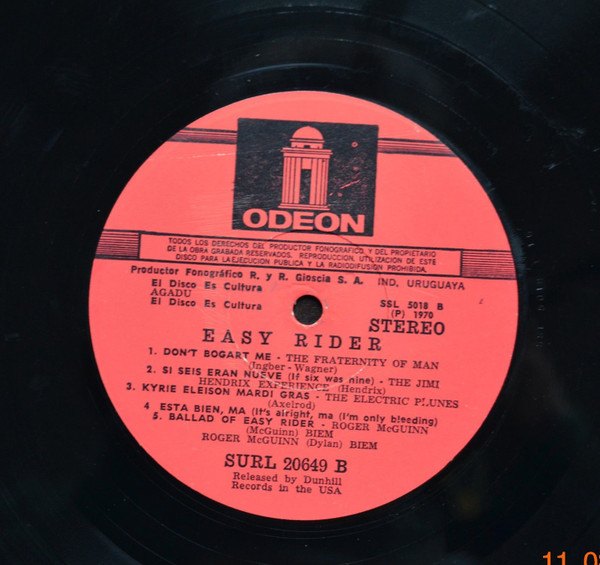 ODEON
TODOS LOS DERECHOS DEL PRODUCTOR FONOGRAFICO, Y DEL PROPIETARIO
DE LA OBRA GRABADA RESERVADOS. REPRODUCCION, UTILIZACION DE ESTE
DISCO PARA LA EJECUCION PUBLICA Y LA RADIODIFUSION PROHIBIDA.
Productor Fonográfico R. y R. Gioscia S. A. IND. URUGUAYA
El Disco Es Cultura
AGADU
El Disco Es Cultura
SSL 5018 B
(P) 1970
STEREO
EASY RIDER
1. DON'T BOGART ME - THE FRATERNITY OF MAN
(Ingber - Wagner)
2. SI SEIS ERAN NUEVE (If six was nine) - THE JIMI
HENDRIX EXPERIENCE (Hendrix)
3. KYRIE ELEISON MARDI GRAS - THE ELECTRIC PLUNES
(Axelrod)
4 ESTA BIEN, MA (It's alright, ma (I'm only bleeding)
5. BALLAD OF EASY RIDER - ROGER McGUINN
(McGuinn) BIEM
ROGER McGUINN (Dylan) BIEM
SURL 20649 B
Released by Dunhill
Records in the USA